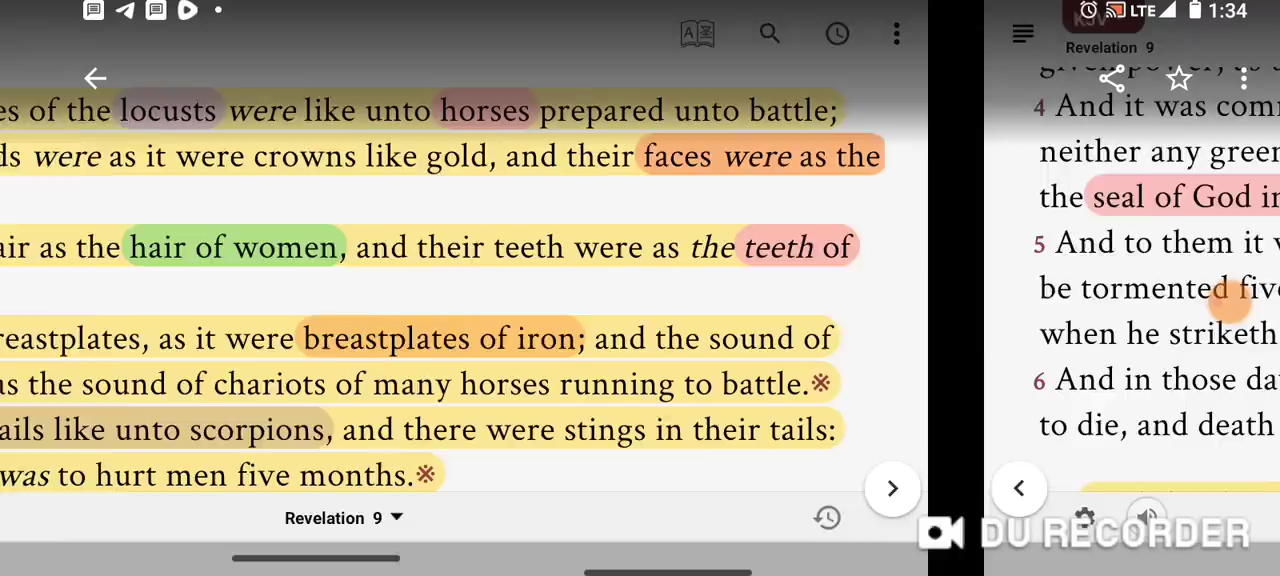 LTE 1:34
KJV
Revelation 9
es of the locusts were like unto horses prepared unto battle;
ds were as it were crowns like gold, and their faces were as the
air as the hair of women, and their teeth were as the teeth of
reastplates, as it were breastplates of iron; and the sound of
as the sound of chariots of many horses running to battle.※
ails like unto scorpions, and there were stings in their tails:
was to hurt men five months.※
Revelation 9
4 And it was comm
neither any green
the seal of God in
5 And to them it w
be tormented five
when he striketh
6 And in those da
to die, and death
DU RECORDER